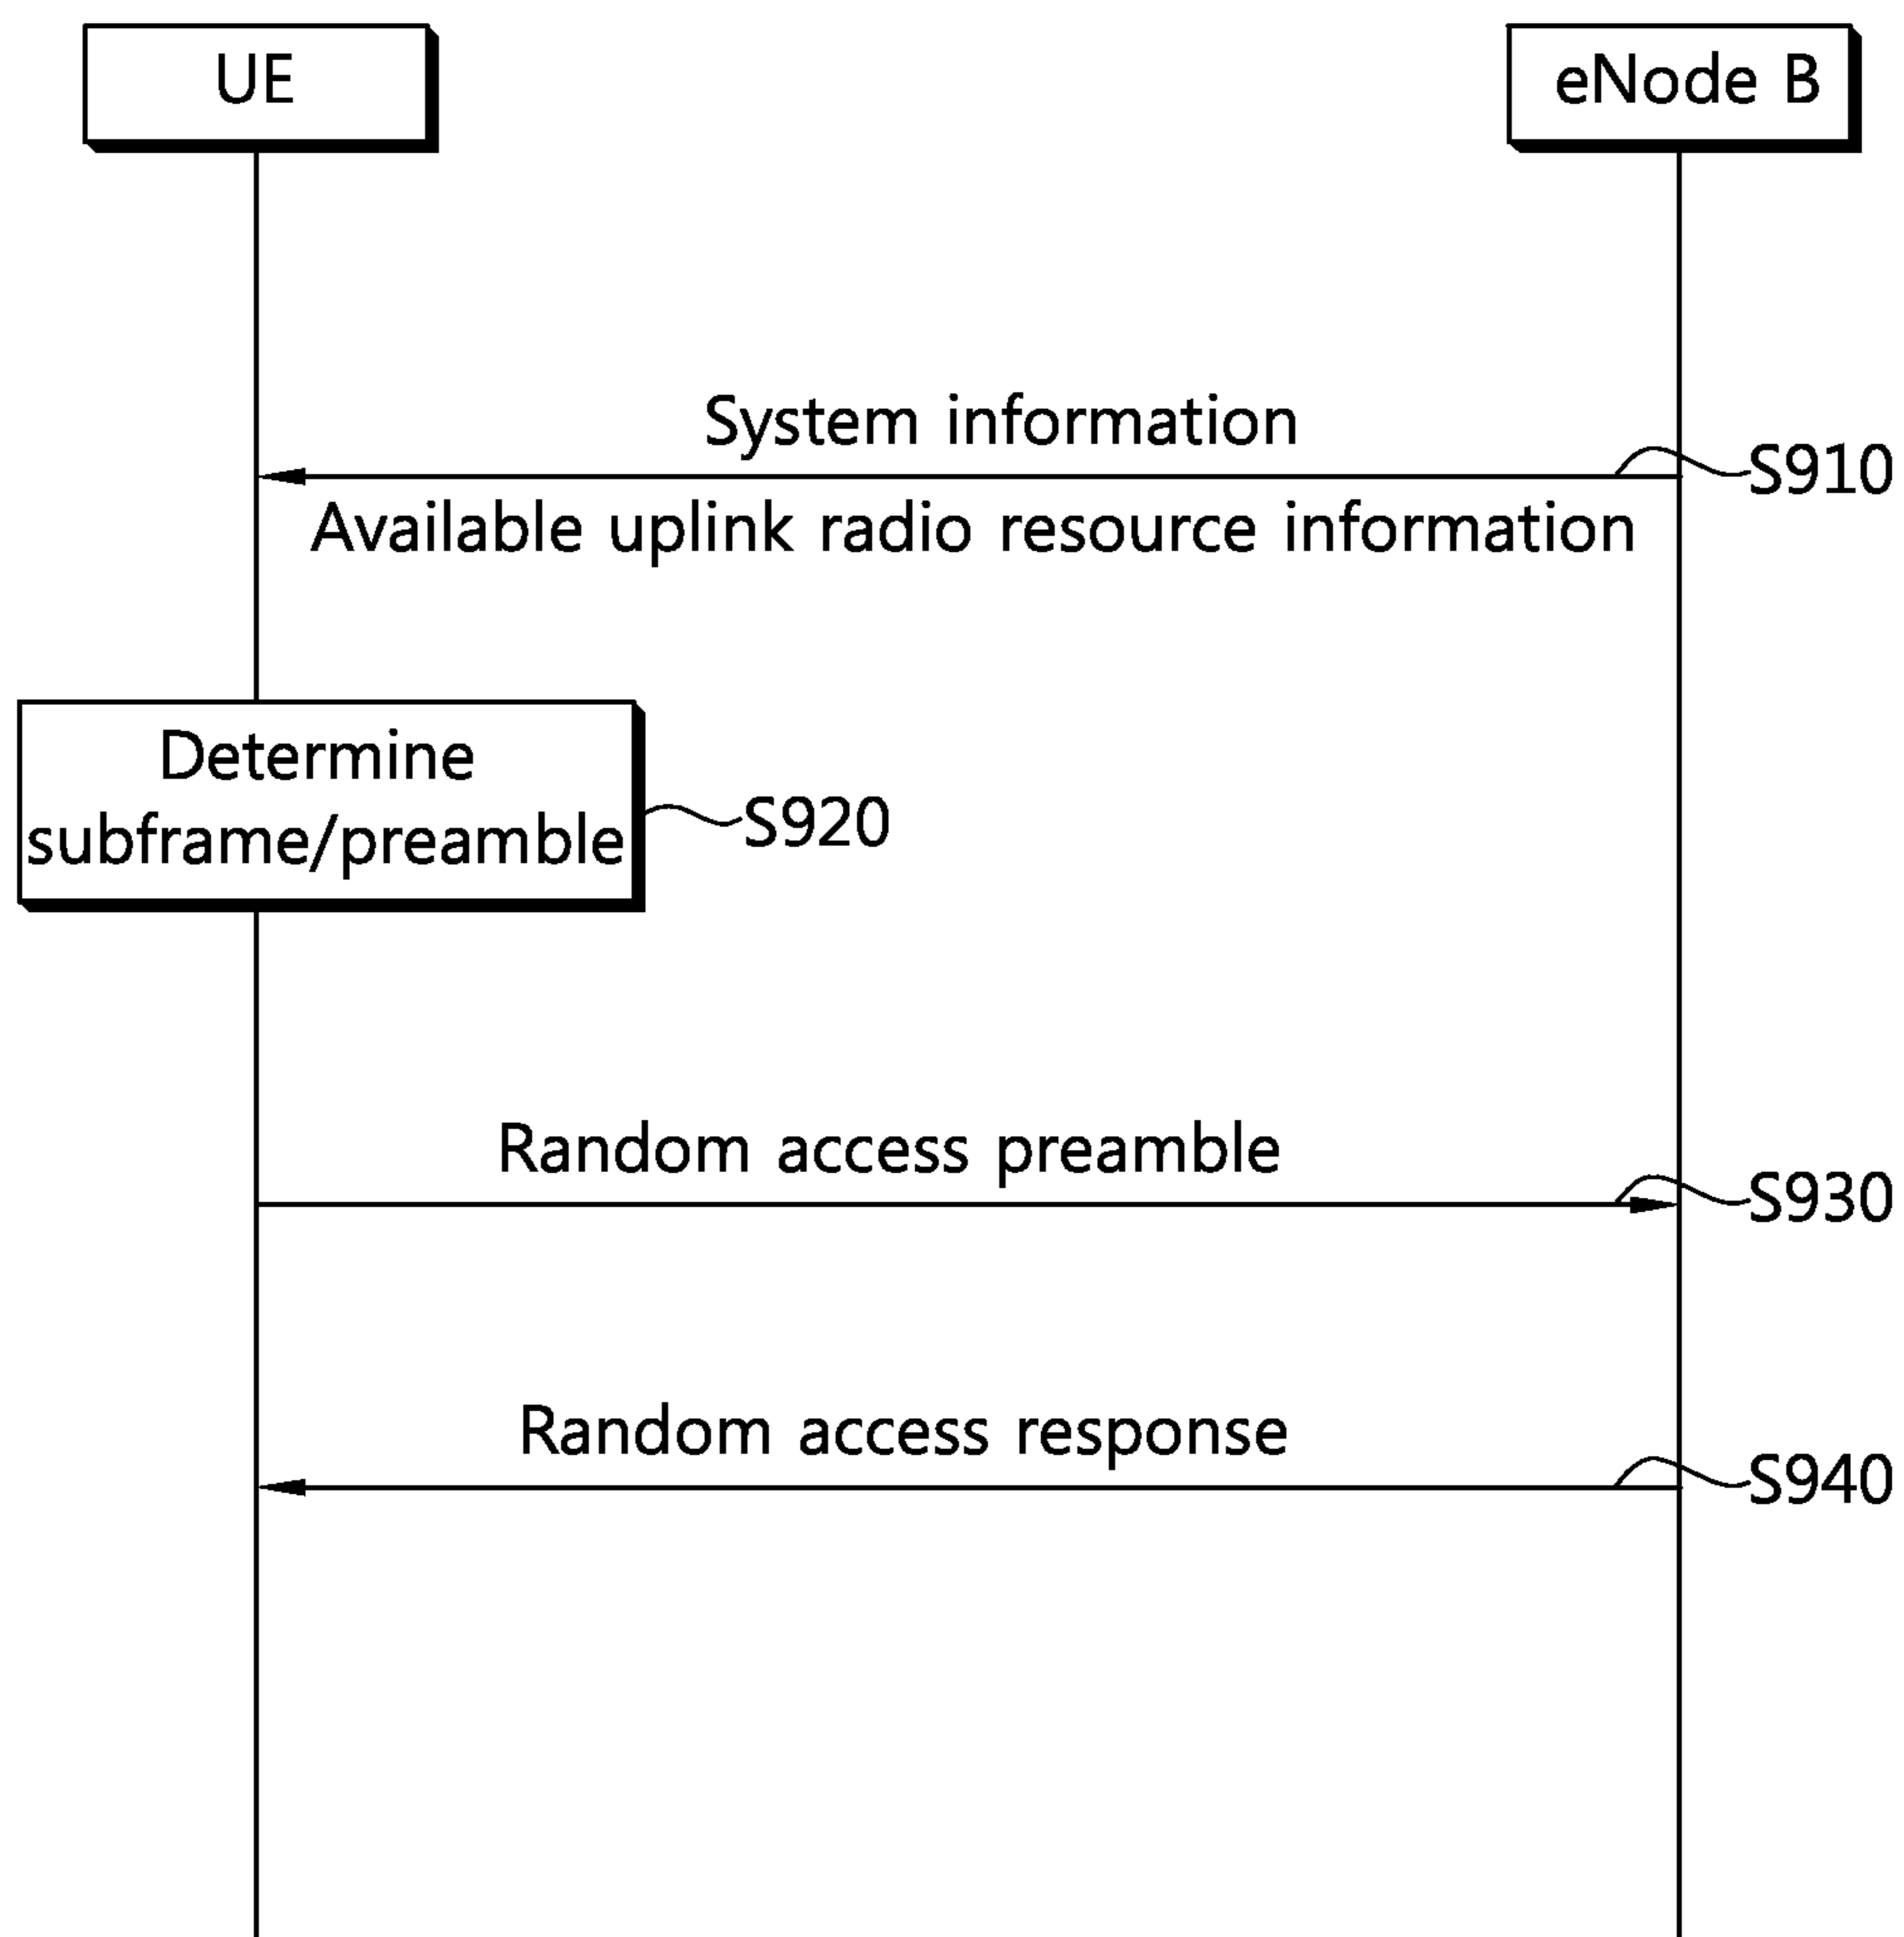 UE
eNode B
System information
S910
Available uplink radio resource information
Determine
subframe/preamble
S920
Random access preamble
S930
Random access response
S940